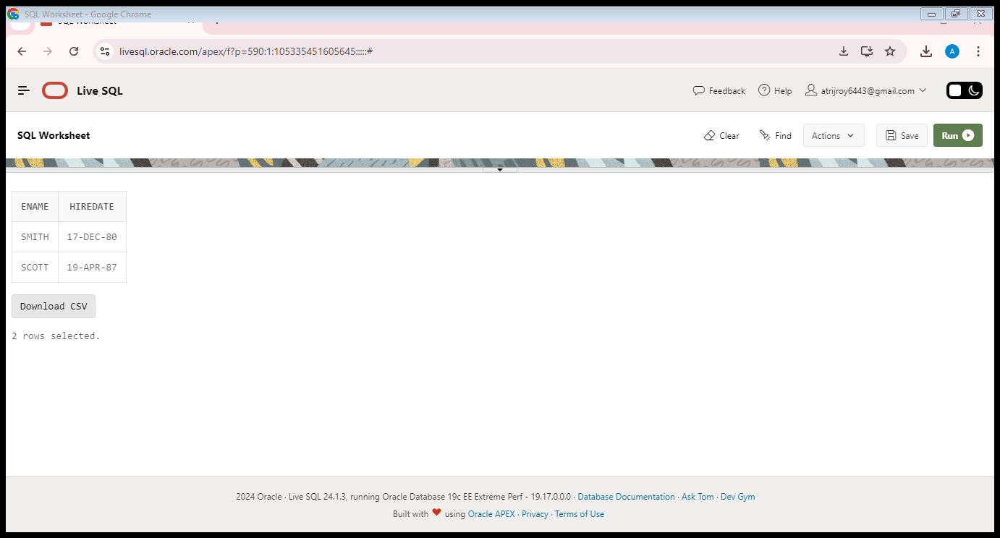 SQL Worksheet - Google Chrome
SQL Worksheet
livesql.oracle.com/apex/f?p=590:1:105335451605645:::::# A
Live SQL Feedback Help atrijroy6443@gmail.com
SQL Worksheet Clear Find Actions Save Run
ENAME HIREDATE
SMITH 17-DEC-80
SCOTT 19-APR-87
Download CSV
2 rows selected.
2024 Oracle · Live SQL 24.1.3, running Oracle Database 19c EE Extreme Perf - 19.17.0.0.0 · Database Documentation · Ask Tom · Dev Gym
Built with ❤ using Oracle APEX · Privacy · Terms of Use